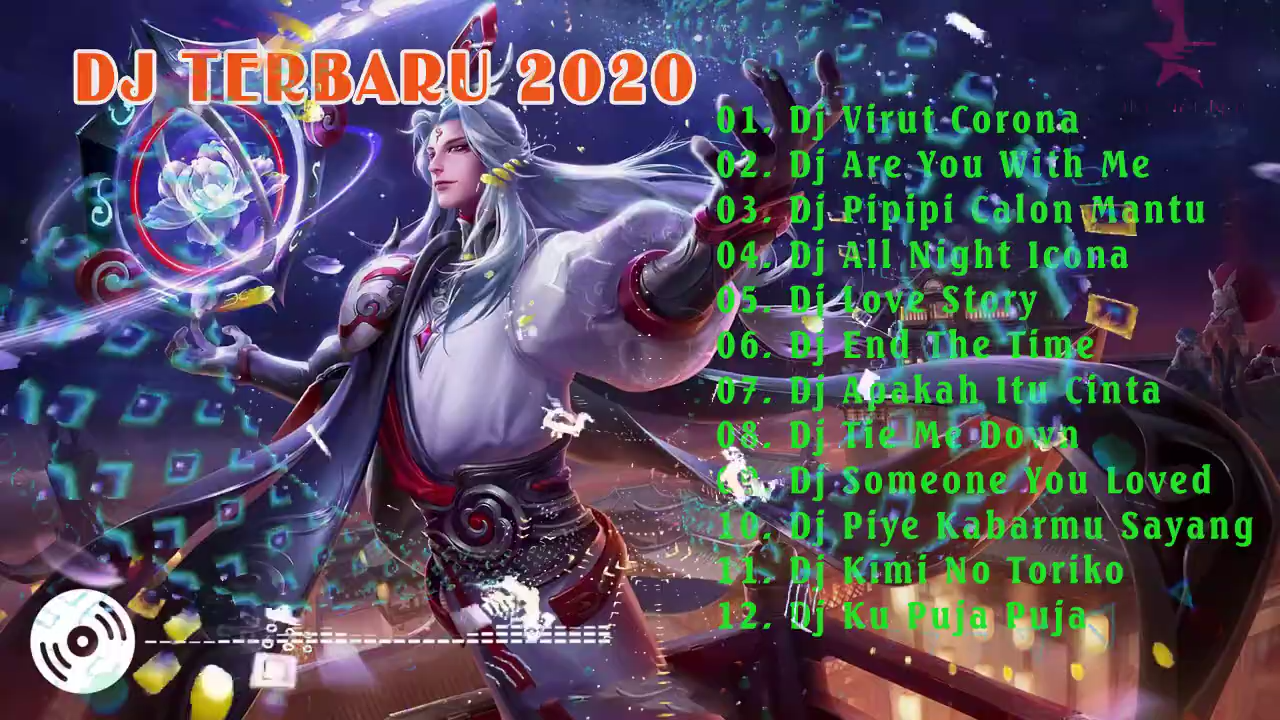 DJ TERBARU 2020
01. Dj Virut Corona
02. Dj Are You With Me
03. Dj Pipipi Calon Mantu
04. Dj All Night Icona
05. Dj Love Story
06. Dj End The Time
07. Dj Apakah Itu Cinta
08. Dj Tie Me Down
09. Dj Someone You Loved
10. Dj Piye Kabarmu Sayang
11. Dj Kimi No Toriko
12. Dj Ku Puja Puja